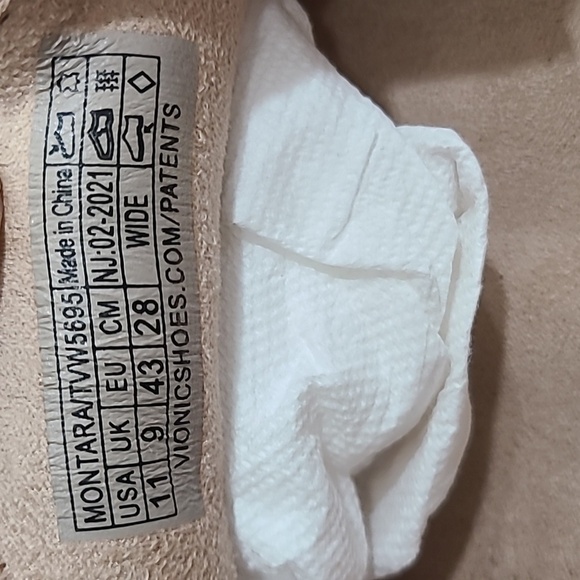 MONTARA/TVW5695 Made in China
USA UK EU CM NJ:02-2021
11 9 43 28 WIDE
VIONICSHOES.COM/PATENTS